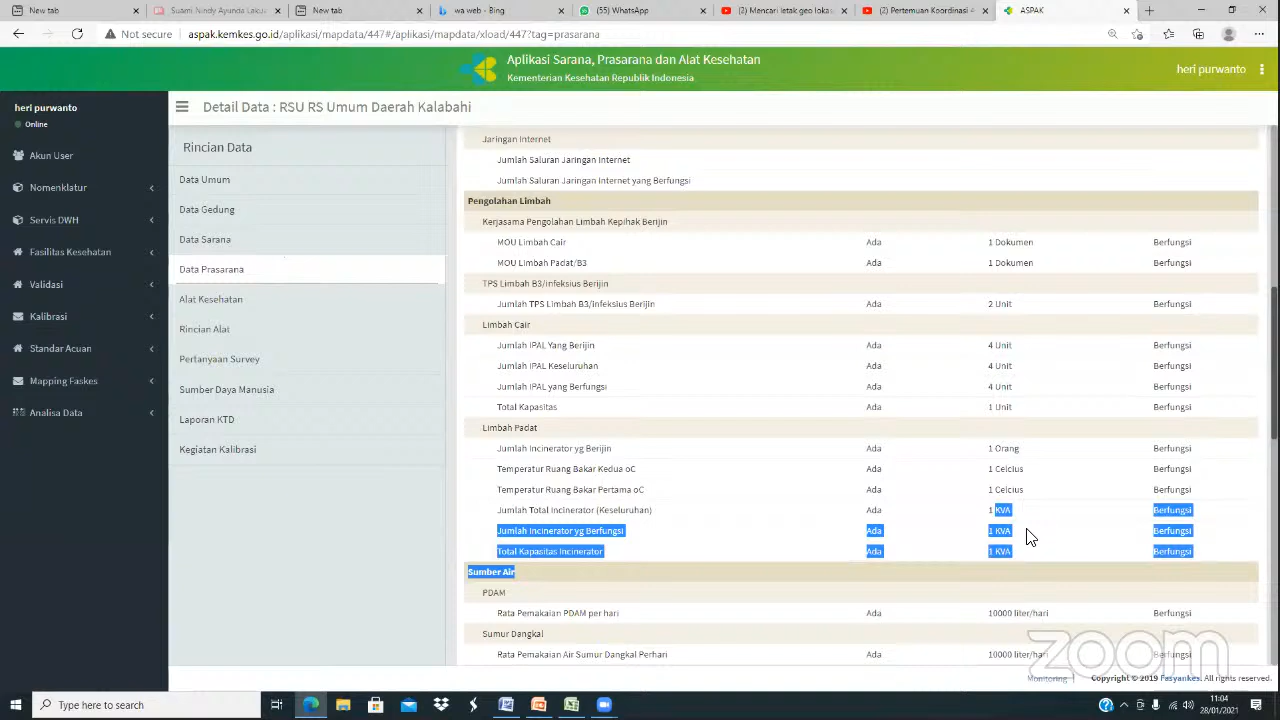 New tab
Suami Nindy Ayunda Laku
New tab
wa web - Bing
(55) WhatsApp
(2) Mencari letak geo lokas
(2) Pertemuan Koordinasi
ASPAK
Not secure | aspak.kemkes.go.id/aplikasi/mapdata/447#/aplikasi/mapdata/xload/447?tag=prasarana
Aplikasi Sarana, Prasarana dan Alat Kesehatan
Kementerian Kesehatan Republik Indonesia
heri purwanto
heri purwanto
Online
Akun User
Nomenklatur
Servis DWH
Fasilitas Kesehatan
Validasi
Kalibrasi
Standar Acuan
Mapping Faskes
Analisa Data
Detail Data : RSU RS Umum Daerah Kalabahi
Rincian Data
Data Umum
Data Gedung
Data Sarana
Data Prasarana
Alat Kesehatan
Rincian Alat
Pertanyaan Survey
Sumber Daya Manusia
Laporan KTD
Kegiatan Kalibrasi
Jaringan Internet
Jumlah Saluran Jaringan Internet
Jumlah Saluran Jaringan Internet yang Berfungsi
Pengolahan Limbah
Kerjasama Pengolahan Limbah Kepihak Berijin
MOU Limbah Cair Ada 1 Dokumen Berfungsi
MOU Limbah Padat/B3 Ada 1 Dokumen Berfungsi
TPS Limbah B3/infeksius Berijin
Jumlah TPS Limbah B3/infeksius Berijin Ada 2 Unit Berfungsi
Limbah Cair
Jumlah IPAL Yang Berijin Ada 4 Unit Berfungsi
Jumlah IPAL Keseluruhan Ada 4 Unit Berfungsi
Jumlah IPAL yang Berfungsi Ada 4 Unit Berfungsi
Total Kapasitas Ada 1 Unit Berfungsi
Limbah Padat
Jumlah Incinerator yg Berijin Ada 1 Orang Berfungsi
Temperatur Ruang Bakar Kedua oC Ada 1 Celcius Berfungsi
Temperatur Ruang Bakar Pertama oC Ada 1 Celcius Berfungsi
Jumlah Total Incinerator (Keseluruhan) Ada 1 KVA Berfungsi
Jumlah Incinerator yg Berfungsi Ada 1 KVA Berfungsi
Total Kapasitas Incinerator Ada 1 KVA Berfungsi
Sumber Air
PDAM
Rata Pemakaian PDAM per hari Ada 10000 liter/hari Berfungsi
Sumur Dangkal
Rata Pemakaian Air Sumur Dangkal Perhari Ada 10000 liter/hari Berfungsi
zoom
Monitoring | Copyright © 2019 Fasyankes. All rights reserved.
Type here to search
11:04
28/01/2021